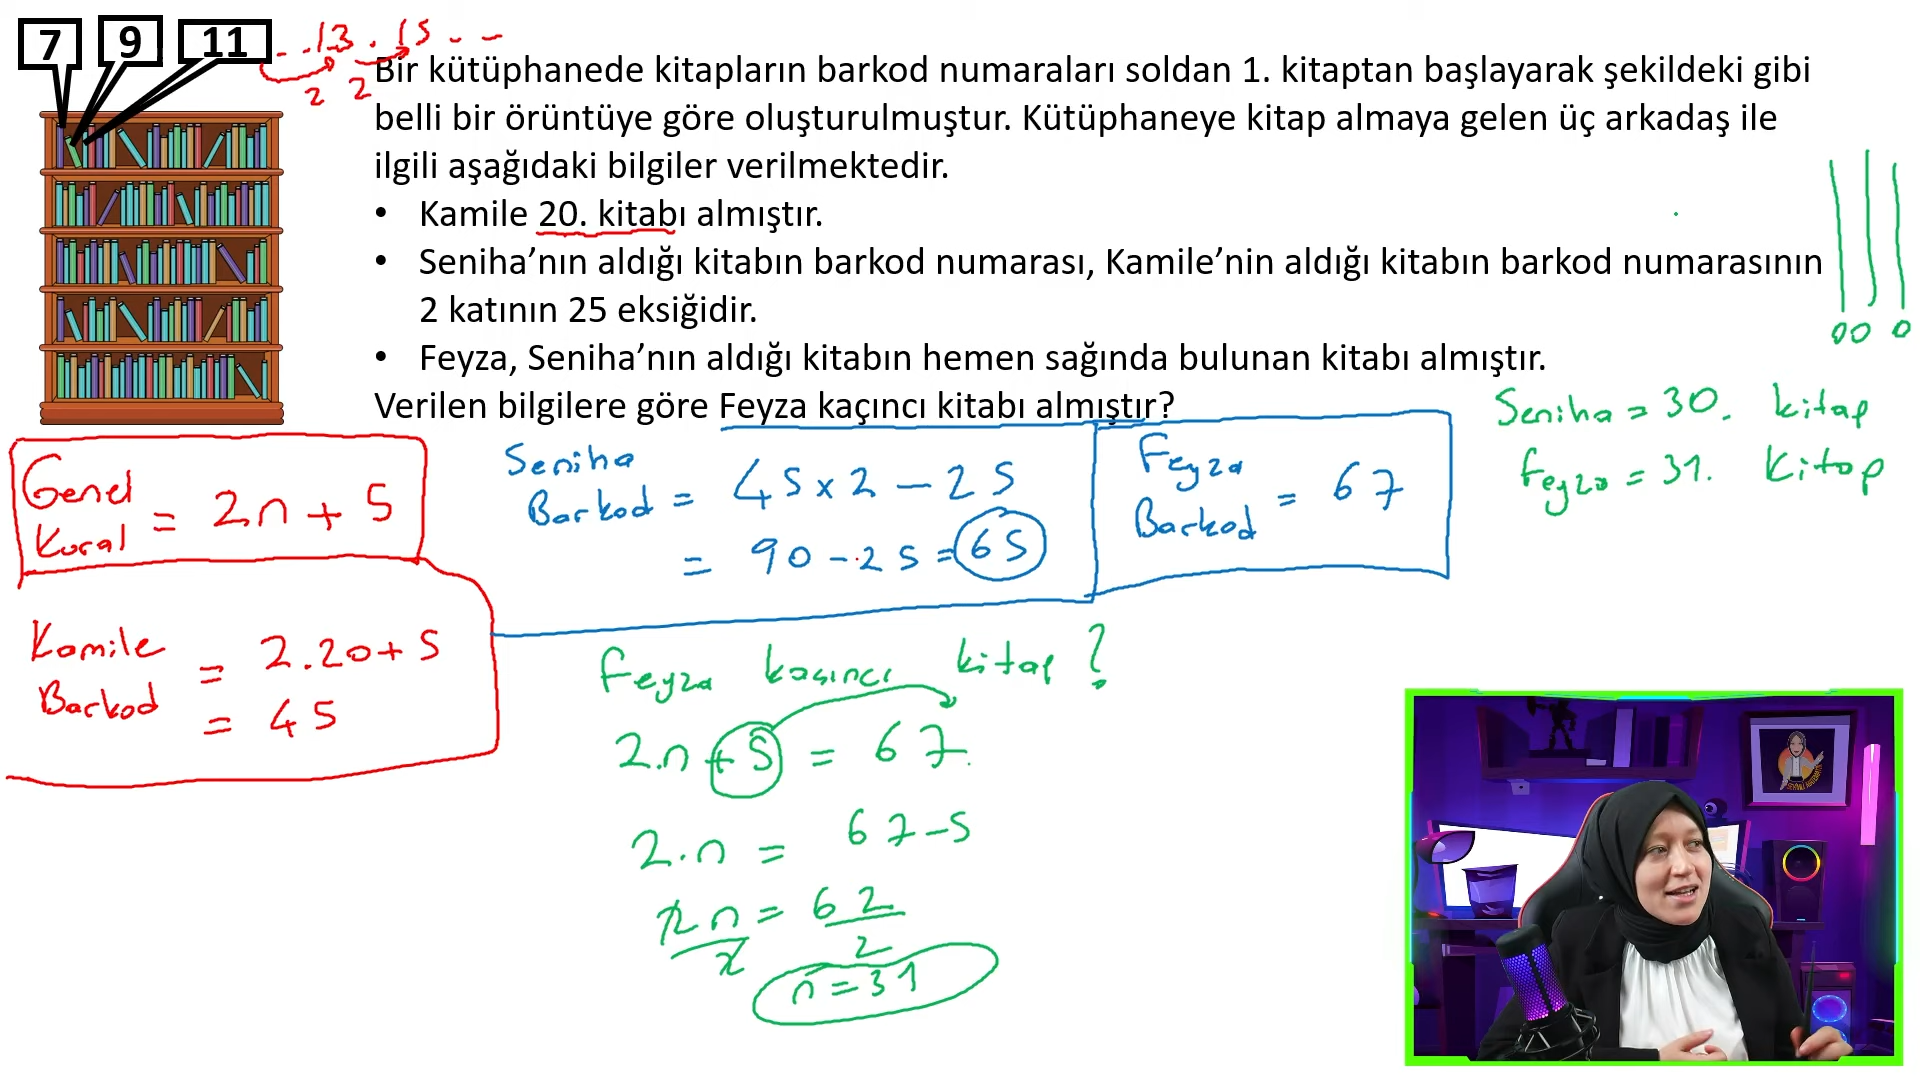 7 9 11 - . 13 . 15 - -
2 2
Bir kütüphanede kitapların barkod numaraları soldan 1. kitaptan başlayarak şekildeki gibi
belli bir örüntüye göre oluşturulmuştur. Kütüphaneye kitap almaya gelen üç arkadaş ile
ilgili aşağıdaki bilgiler verilmektedir.
• Kamile 20. kitabı almıştır.
• Seniha’nın aldığı kitabın barkod numarası, Kamile’nin aldığı kitabın barkod numarasının
2 katının 25 eksiğidir.
• Feyza, Seniha’nın aldığı kitabın hemen sağında bulunan kitabı almıştır.
Verilen bilgilere göre Feyza kaçıncı kitabı almıştır?
Genel Kural = 2n + 5
Kamile Barkod = 2.20+5
= 45
Seniha Barkod = 45x2-25
= 90-25=65
Feyza Barkod = 67
Seniha = 30. kitap
Feyza = 31. Kitap
Feyza kaçıncı kitap?
2.n+5 = 67
2.n = 67-5
2n = 62
2 2
n=31